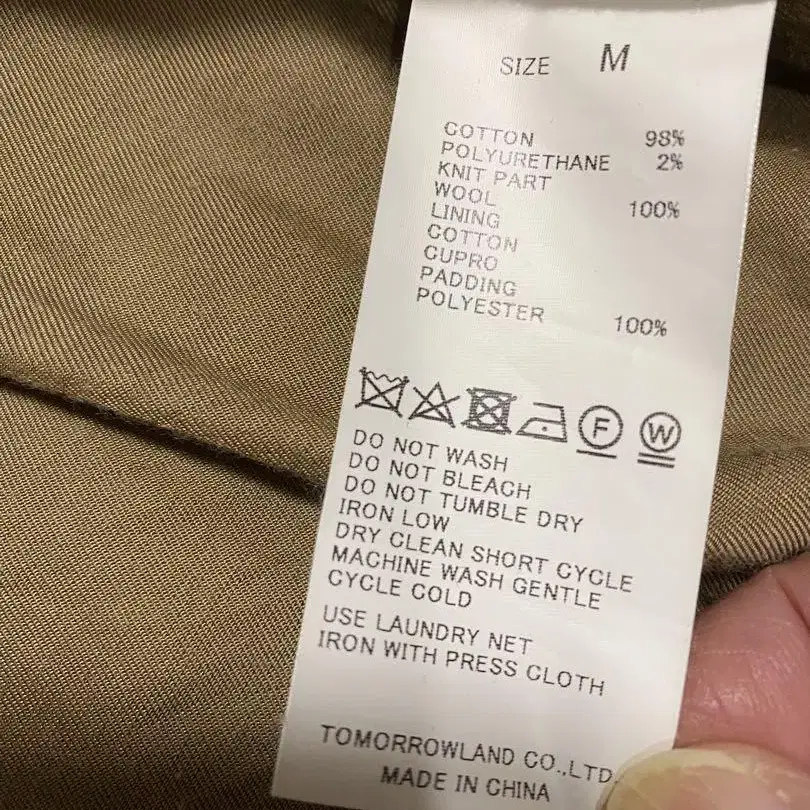 SIZE M
COTTON 98%
POLYURETHANE 2%
KNIT PART
WOOL 100%
LINING
COTTON
CUPRO
PADDING
POLYESTER 100%
F W
DO NOT WASH
DO NOT BLEACH
DO NOT TUMBLE DRY
IRON LOW
DRY CLEAN SHORT CYCLE
MACHINE WASH GENTLE
CYCLE COLD
USE LAUNDRY NET
IRON WITH PRESS CLOTH
TOMORROWLAND CO.,LTD.
MADE IN CHINA